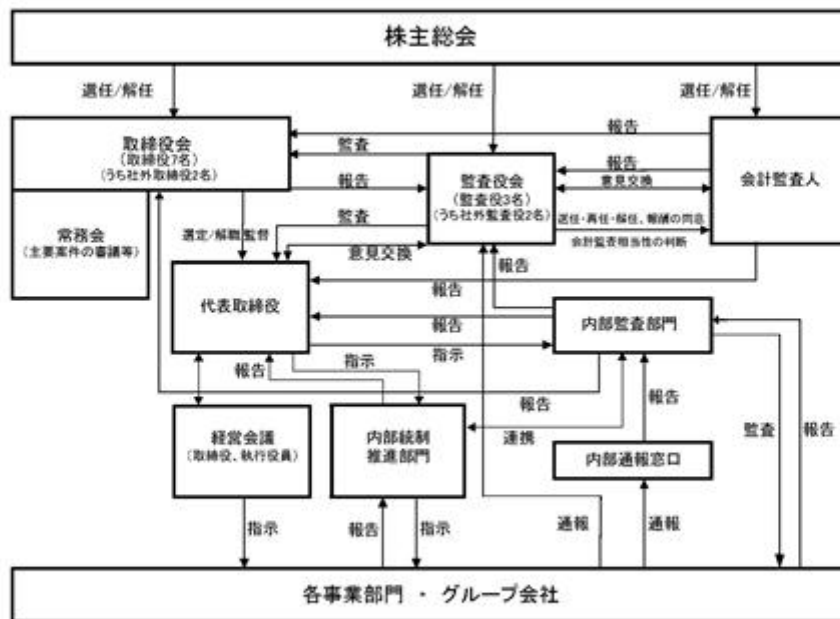 株主総会
選任/解任
選任/解任
選任/解任
取締役会
(取締役7名)
(うち社外取締役2名)
報告
監査
報告
監査役会
(監査役3名)
(うち社外監査役2名)
報告
意見交換
会計監査人
選任・再任・解任、報酬の同意
会計監査相当性の判断
常務会
(主要案件の審議等)
選定/解職
監督
監査
意見交換
報告
報告
代表取締役
報告
指示
内部監査部門
報告
指示
報告
連携
報告
監査
報告
経営会議
(取締役、執行役員)
内部統制
推進部門
内部通報窓口
指示
報告
指示
通報
通報
各事業部門 ・ グループ会社